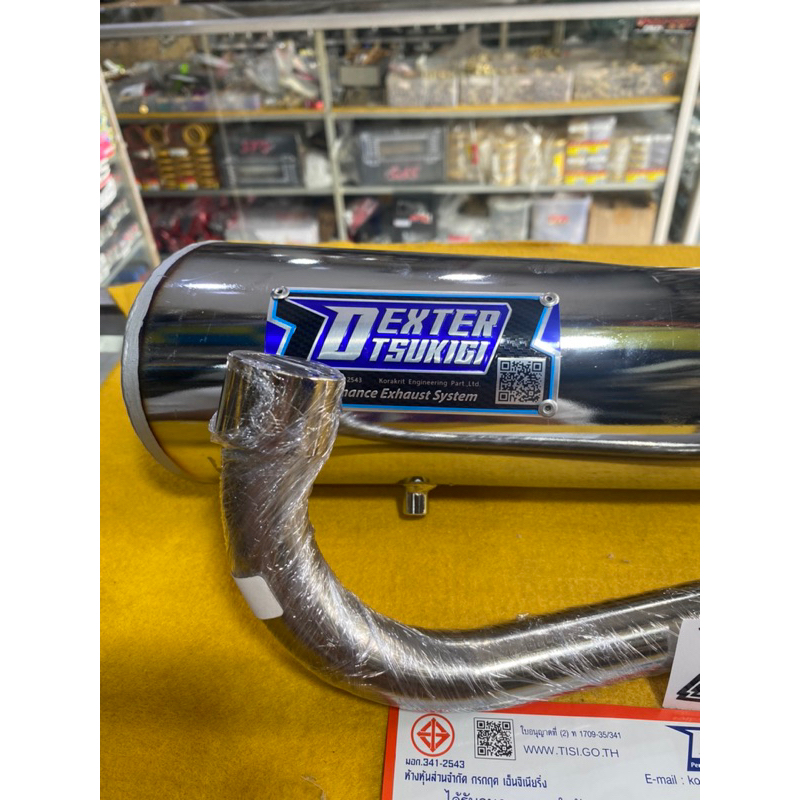 DEXTER
TSUKIGI
2543 Korakrit Engineering Part.,Ltd.
mance Exhaust System
ใบอนุญาตที่ (2) ท 1709-35/341
WWW.TISI.GO.TH
มอก.341-2543
ห้างหุ้นส่วนจำกัด กรกฤต เอ็นจิเนียริ่ง
E-mail : ko